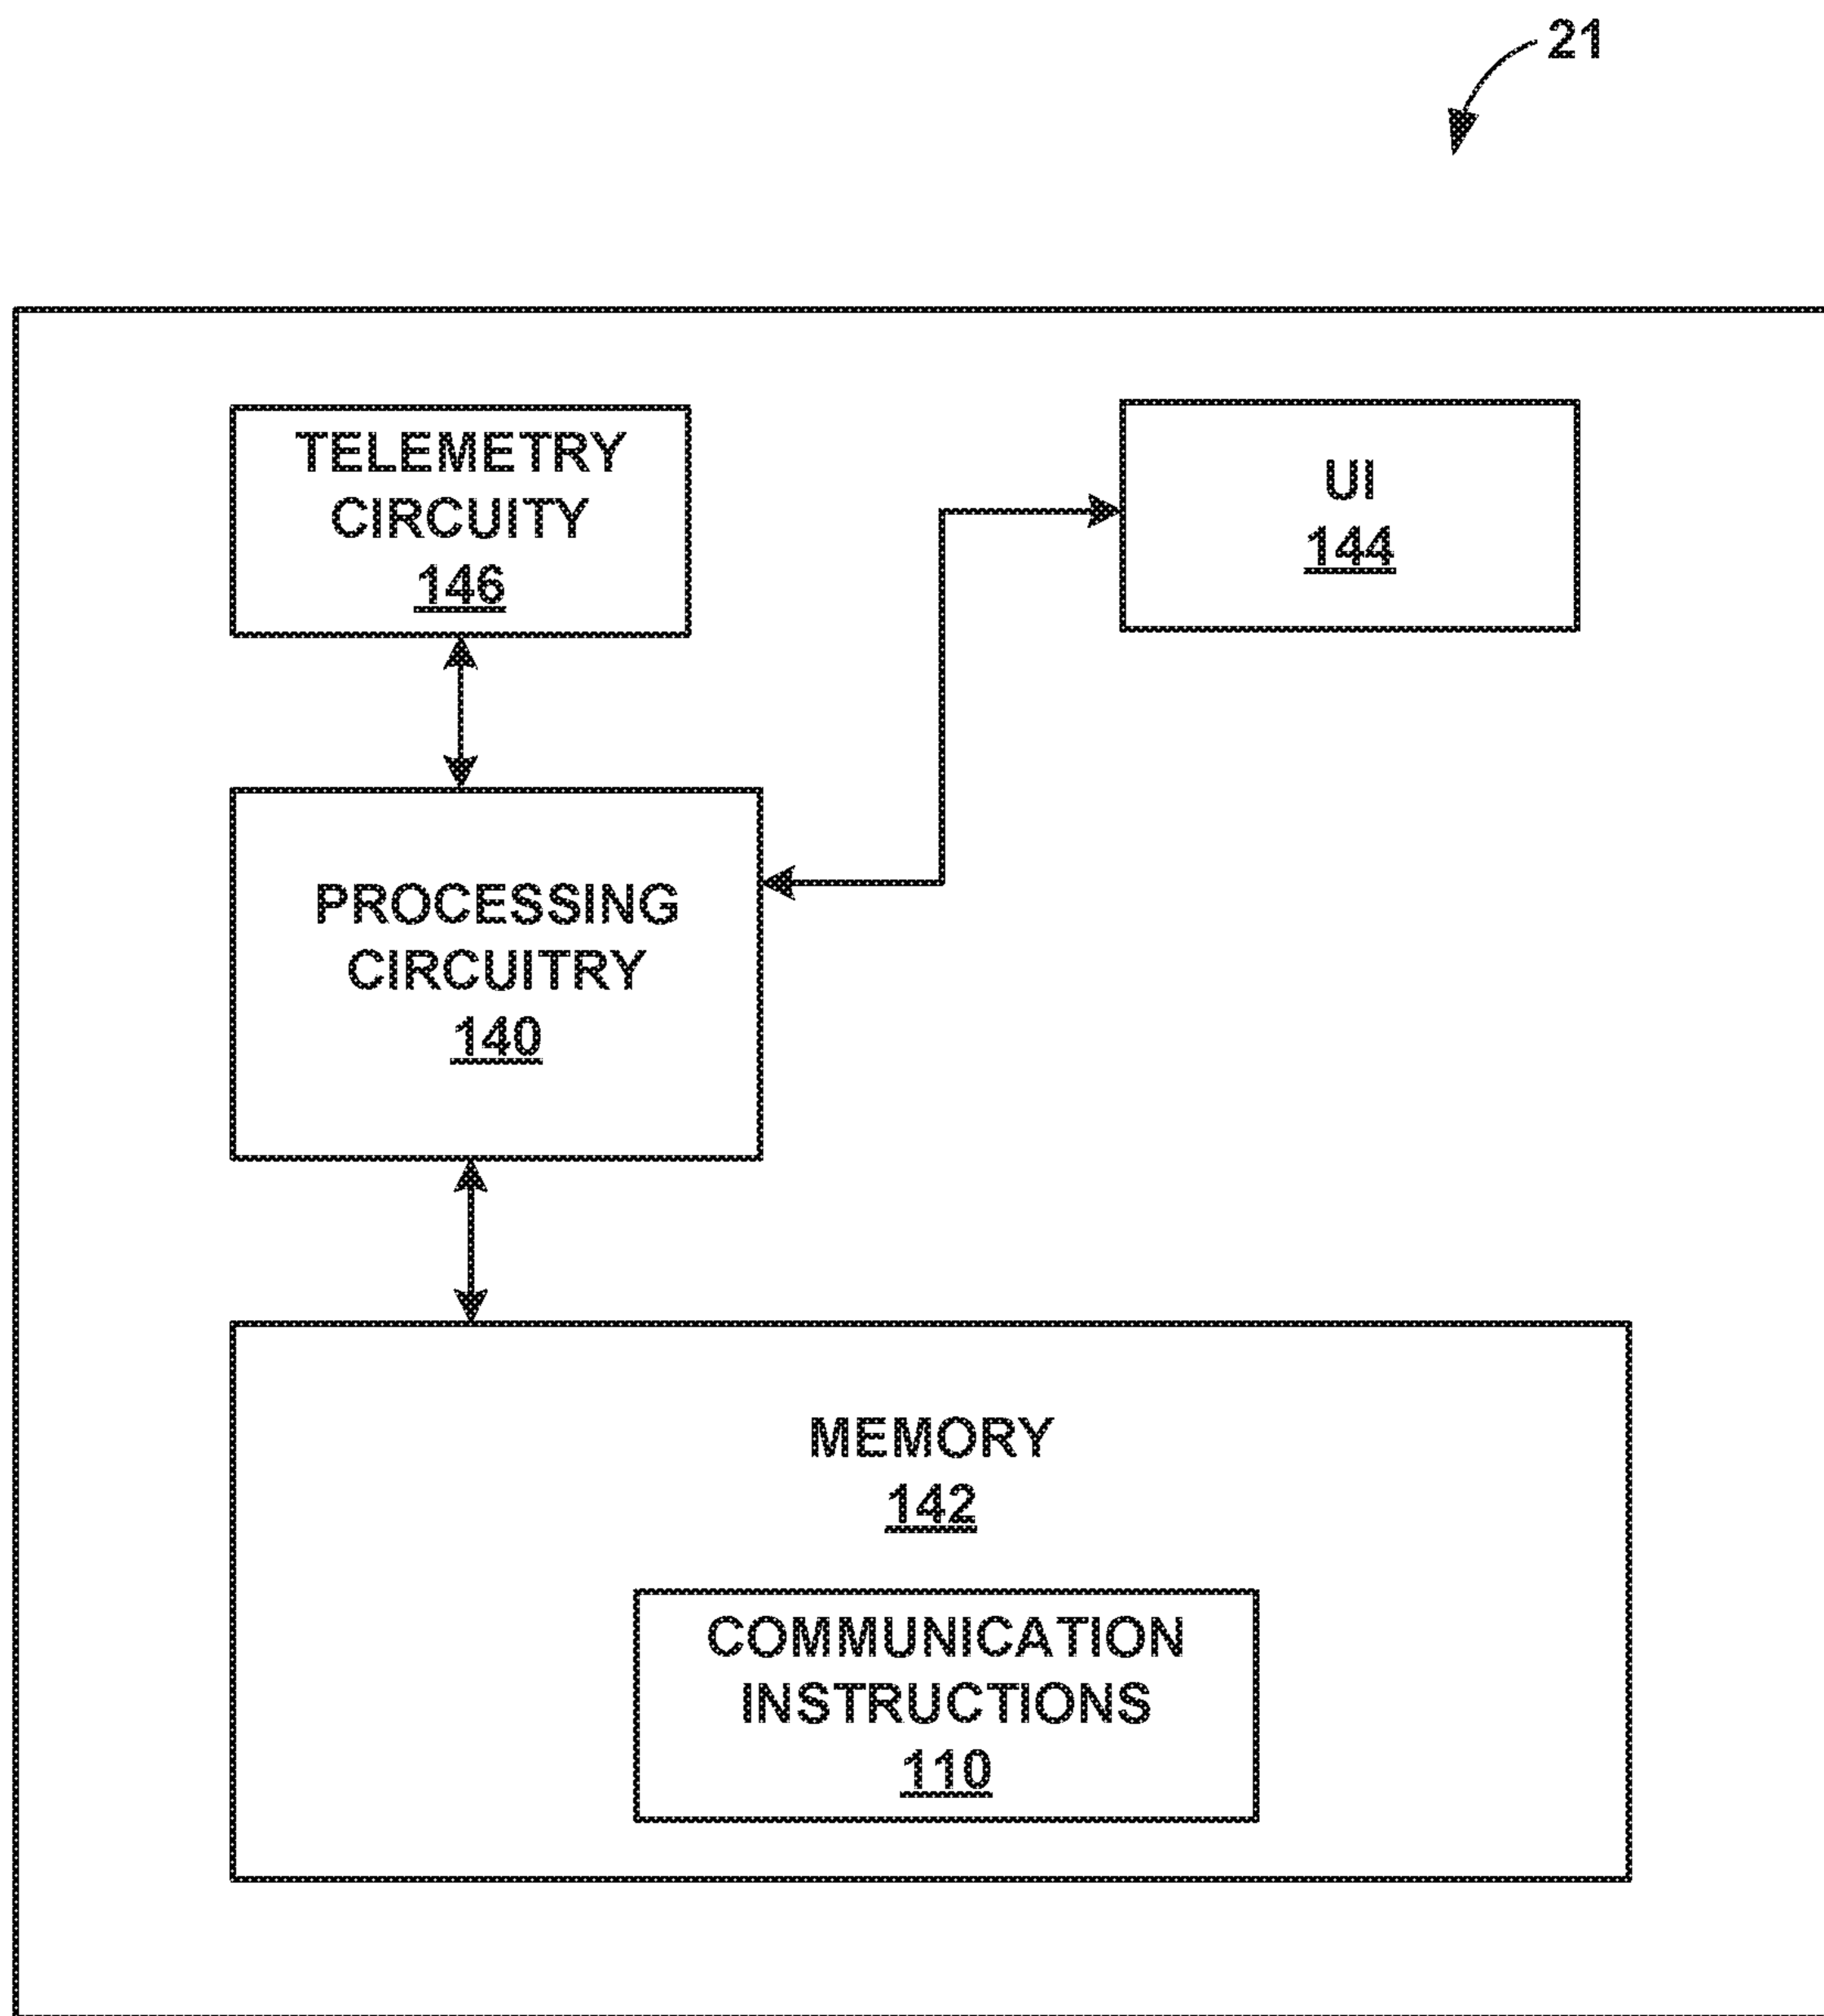 21
TELEMETRY
CIRCUITY
146
UI
144
PROCESSING
CIRCUITRY
140
MEMORY
142
COMMUNICATION
INSTRUCTIONS
110